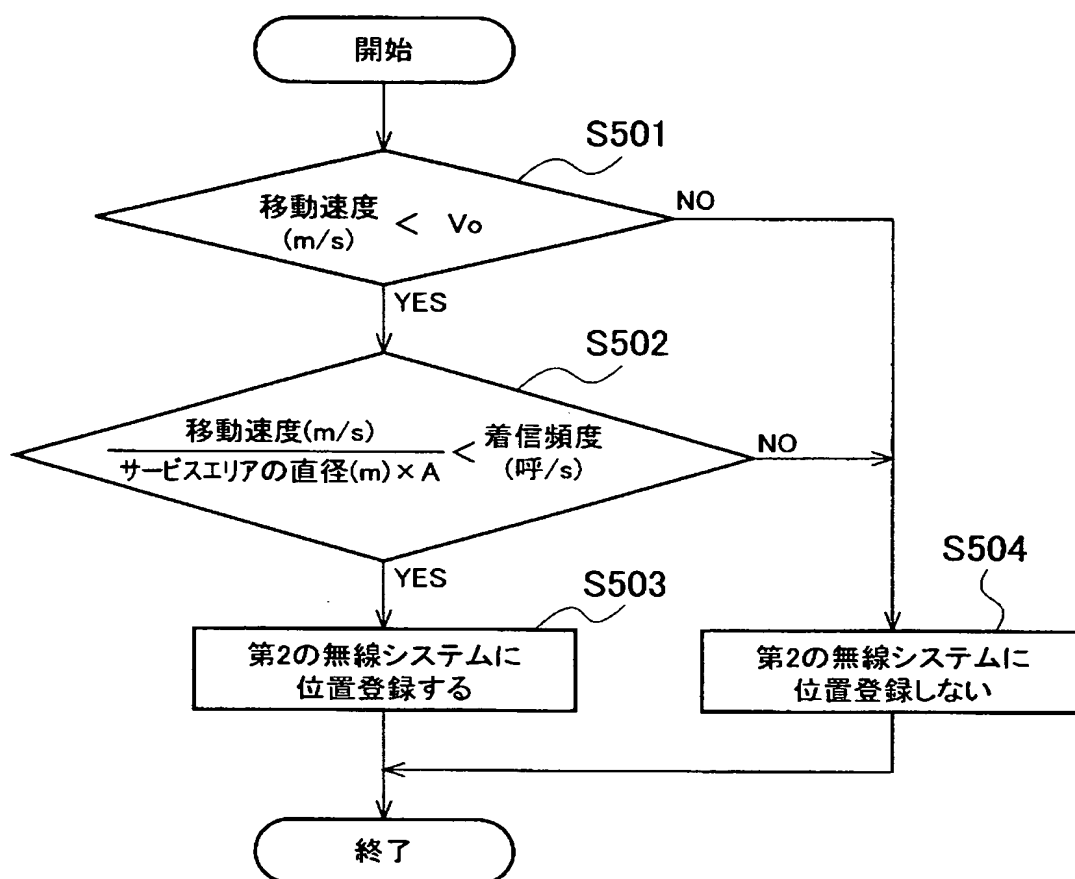 開始
S501
移動速度
(m/s)
< Vo
NO
YES
S502
移動速度(m/s)
サービスエリアの直径(m)×A
<
着信頻度
(呼/s)
NO
YES
S503
第2の無線システムに
位置登録する
S504
第2の無線システムに
位置登録しない
終了